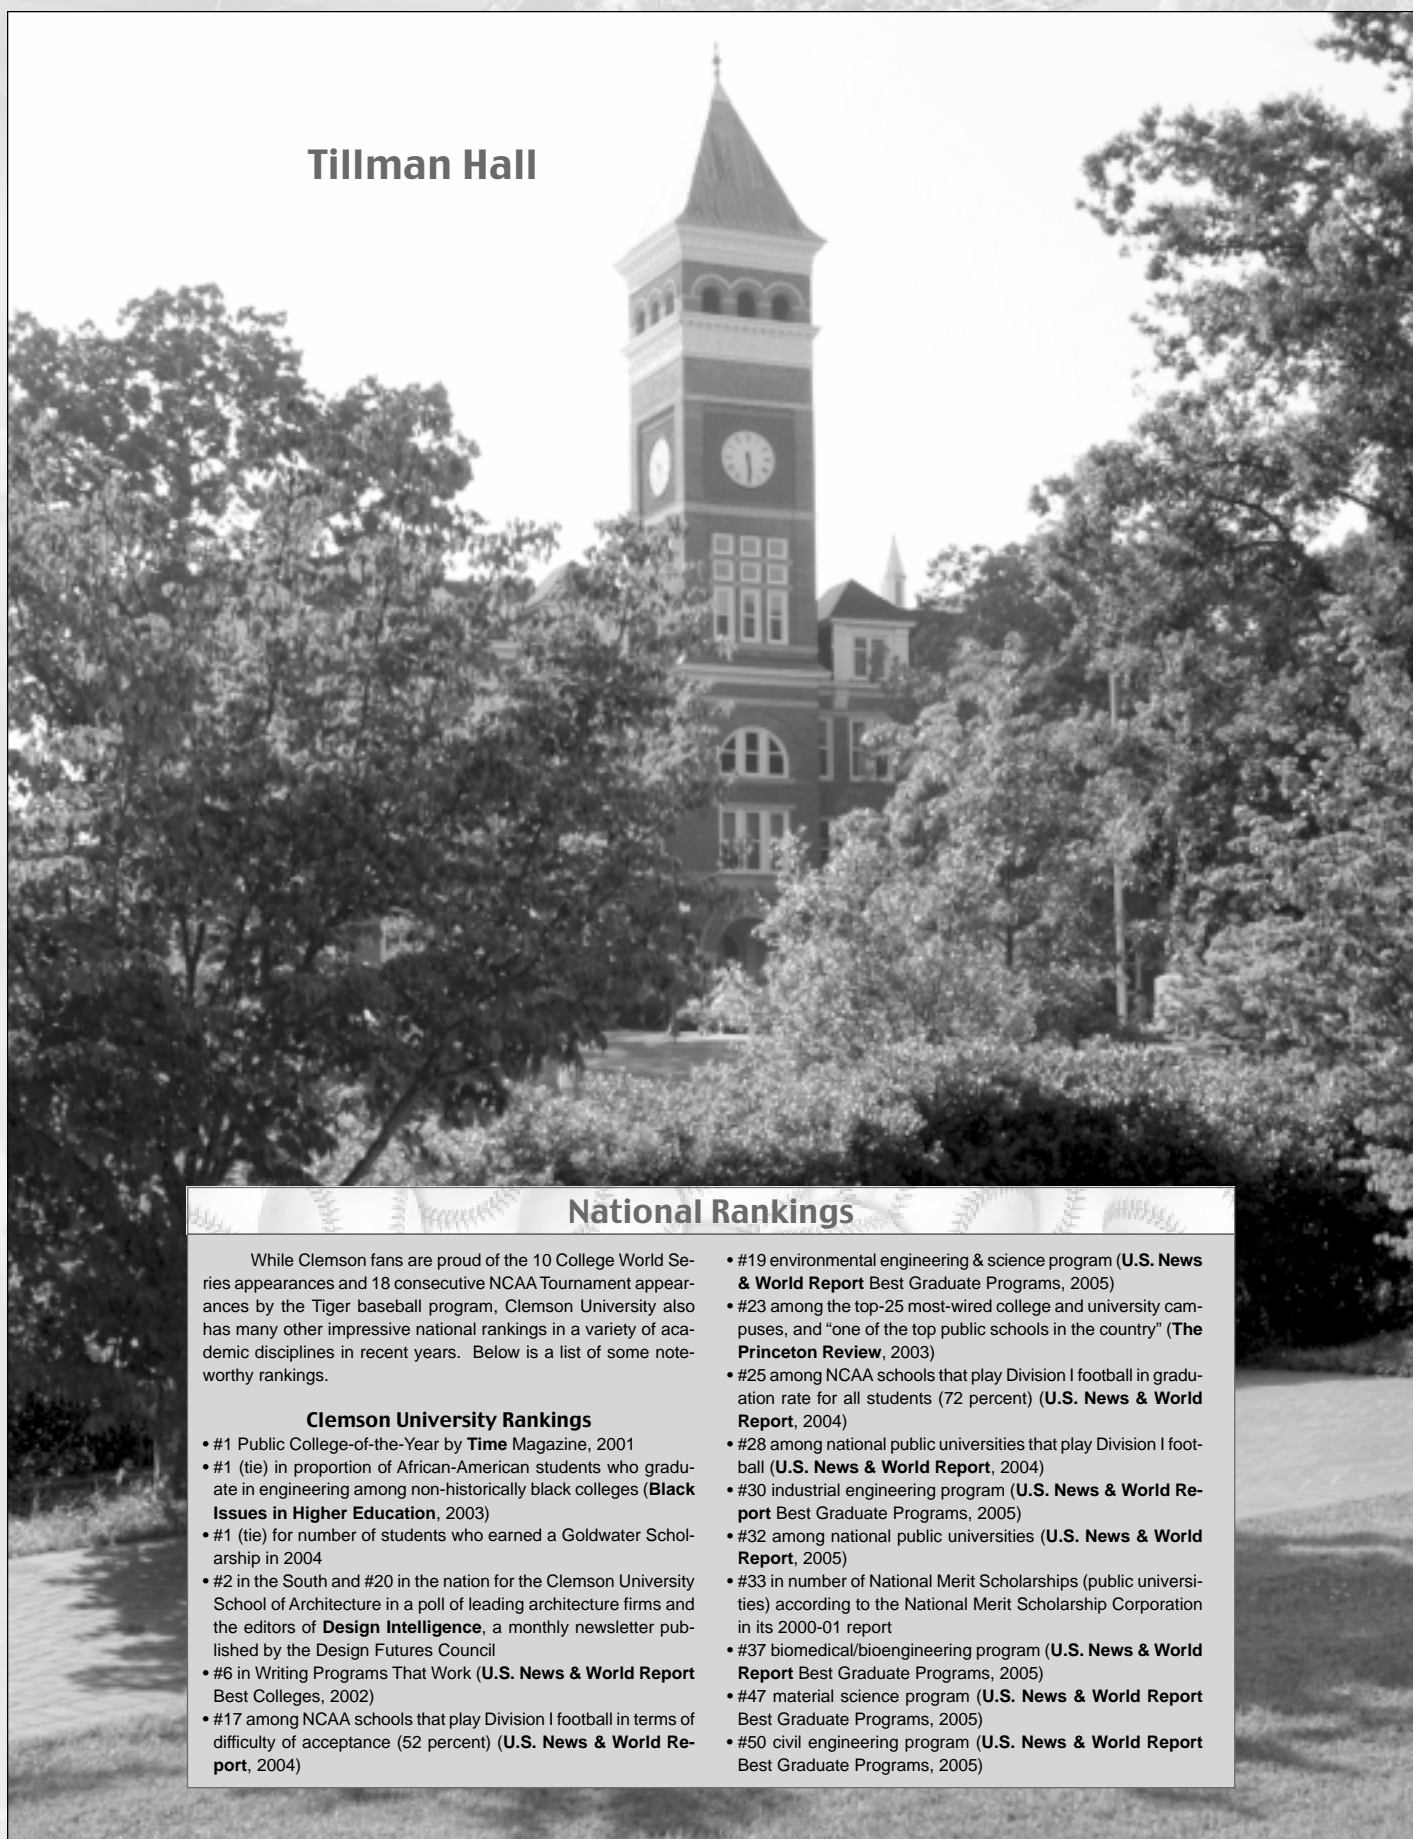 Tillman Hall
National Rankings
While Clemson fans are proud of the 10 College World Se-
ries appearances and 18 consecutive NCAA Tournament appear-
ances by the Tiger baseball program, Clemson University also
has many other impressive national rankings in a variety of aca-
demic disciplines in recent years. Below is a list of some note-
worthy rankings.
Clemson University Rankings
• #1 Public College-of-the-Year by Time Magazine, 2001
• #1 (tie) in proportion of African-American students who gradu-
ate in engineering among non-historically black colleges (Black
Issues in Higher Education, 2003)
• #1 (tie) for number of students who earned a Goldwater Schol-
arship in 2004
• #2 in the South and #20 in the nation for the Clemson University
School of Architecture in a poll of leading architecture firms and
the editors of Design Intelligence, a monthly newsletter pub-
lished by the Design Futures Council
• #6 in Writing Programs That Work (U.S. News & World Report
Best Colleges, 2002)
• #17 among NCAA schools that play Division I football in terms of
difficulty of acceptance (52 percent) (U.S. News & World Re-
port, 2004)
• #19 environmental engineering & science program (U.S. News
& World Report Best Graduate Programs, 2005)
• #23 among the top-25 most-wired college and university cam-
puses, and “one of the top public schools in the country” (The
Princeton Review, 2003)
• #25 among NCAA schools that play Division I football in gradu-
ation rate for all students (72 percent) (U.S. News & World
Report, 2004)
• #28 among national public universities that play Division I foot-
ball (U.S. News & World Report, 2004)
• #30 industrial engineering program (U.S. News & World Re-
port Best Graduate Programs, 2005)
• #32 among national public universities (U.S. News & World
Report, 2005)
• #33 in number of National Merit Scholarships (public universi-
ties) according to the National Merit Scholarship Corporation
in its 2000-01 report
• #37 biomedical/bioengineering program (U.S. News & World
Report Best Graduate Programs, 2005)
• #47 material science program (U.S. News & World Report
Best Graduate Programs, 2005)
• #50 civil engineering program (U.S. News & World Report
Best Graduate Programs, 2005)